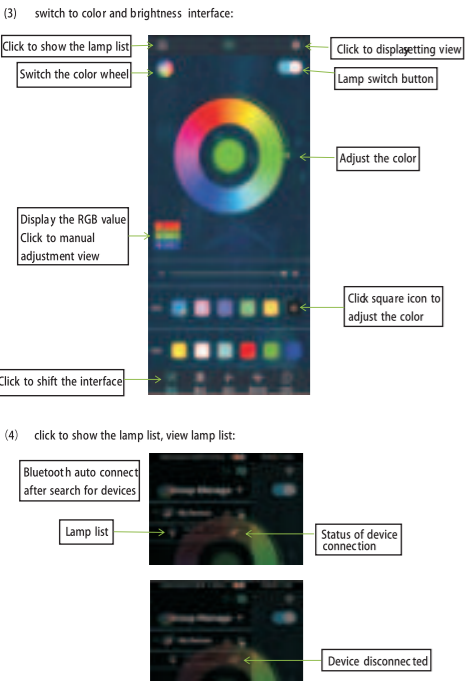 (3) switch to color and brightness interface:
Click to show the lamp list
Click to display setting view
Switch the color wheel
Lamp switch button
Adjust the color
Display the RGB value
Click to manual
adjustment view
Click square icon to
adjust the color
Click to shift the interface
(4) click to show the lamp list, view lamp list:
Bluetooth auto connect
after search for devices
Lamp list
Status of device
connection
Device disconnected